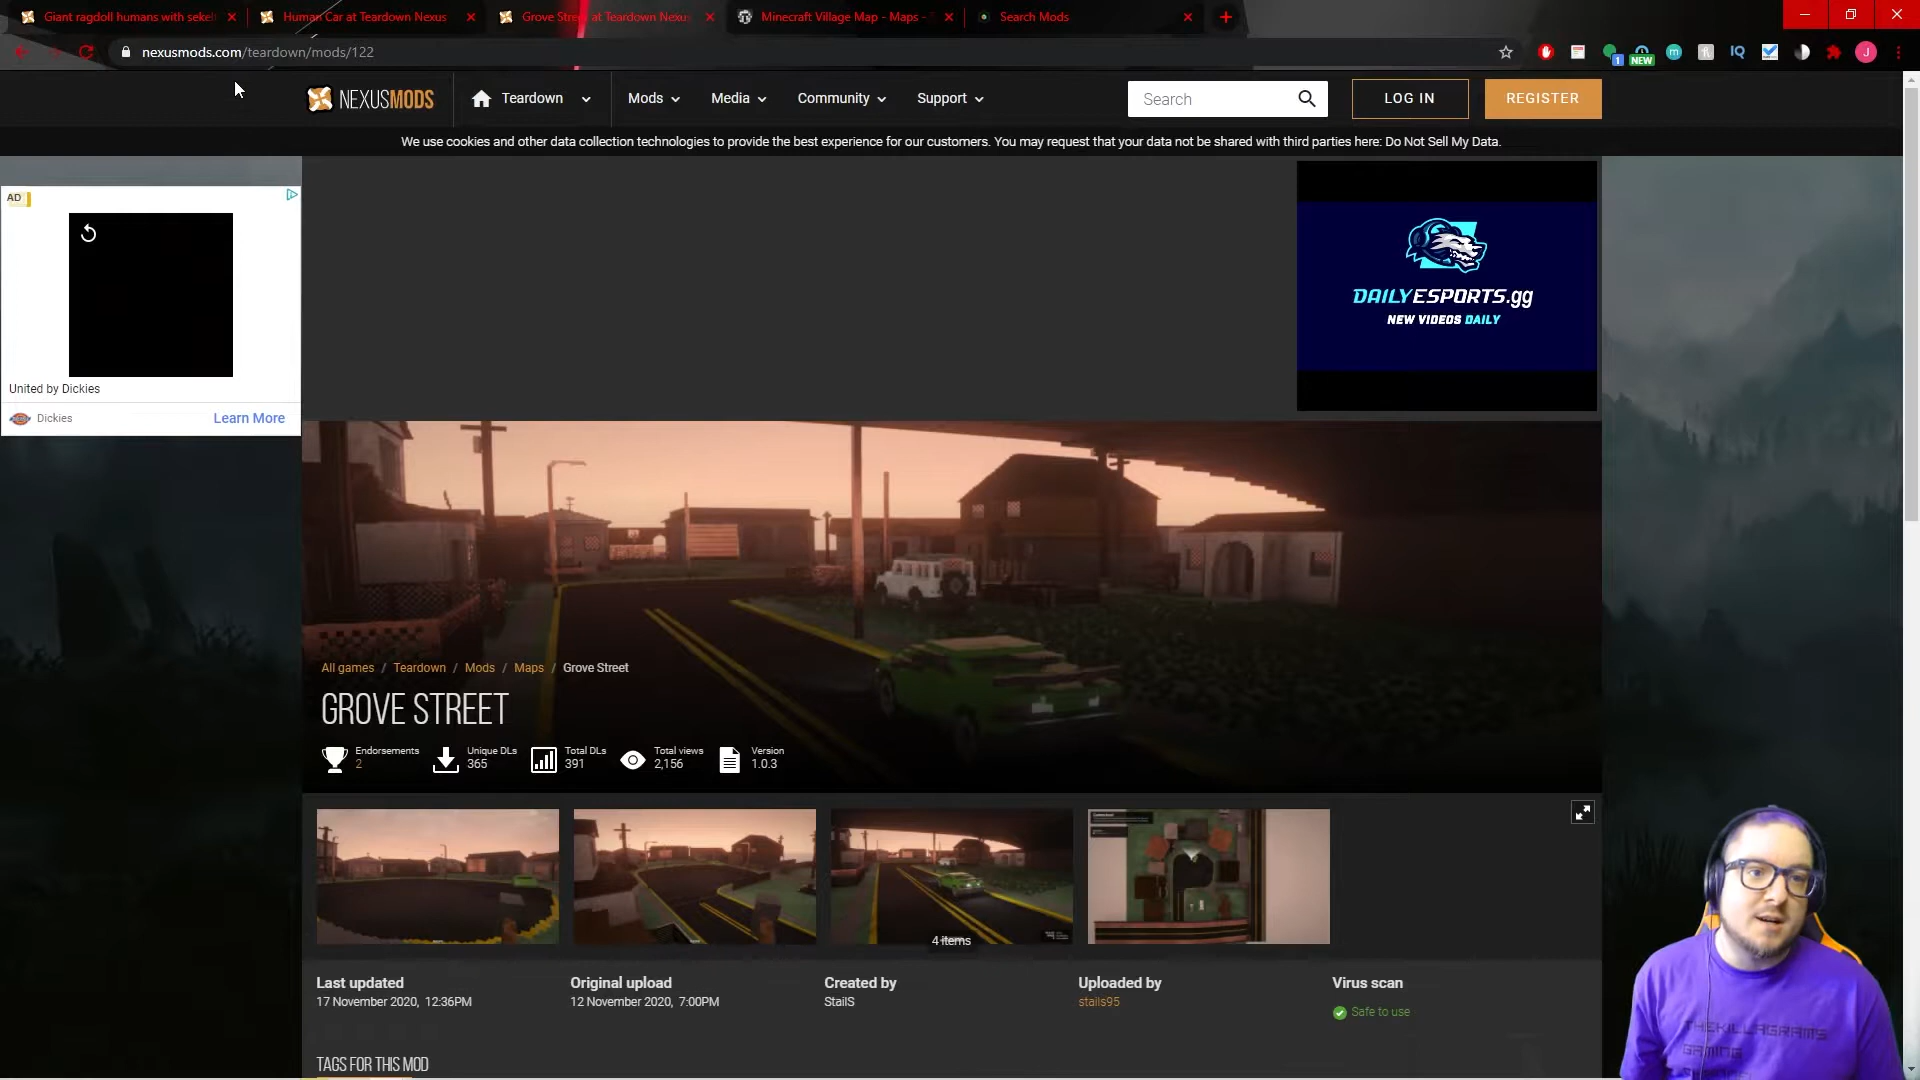 Giant ragdoll humans with sekel
Human Car at Teardown Nexus
Grove Street at Teardown Nexus
Minecraft Village Map - Maps -
Search Mods
nexusmods.com/teardown/mods/122
1
NEW
m
IQ
J
NEXUSMODS
Teardown
Mods
Media
Community
Support
Search
LOG IN
REGISTER
We use cookies and other data collection technologies to provide the best experience for our customers. You may request that your data not be shared with third parties here: Do Not Sell My Data.
AD
United by Dickies
Dickies
Learn More
DAILYESPORTS.gg
NEW VIDEOS DAILY
All games / Teardown / Mods / Maps / Grove Street
GROVE STREET
Endorsements
2
Unique DLs
365
Total DLs
391
Total views
2,156
Version
1.0.3
4 items
Last updated
17 November 2020, 12:36PM
Original upload
12 November 2020, 7:00PM
Created by
StailS
Uploaded by
stails95
Virus scan
Safe to use
TAGS FOR THIS MOD
THEKILLAGRAMS
GAMING